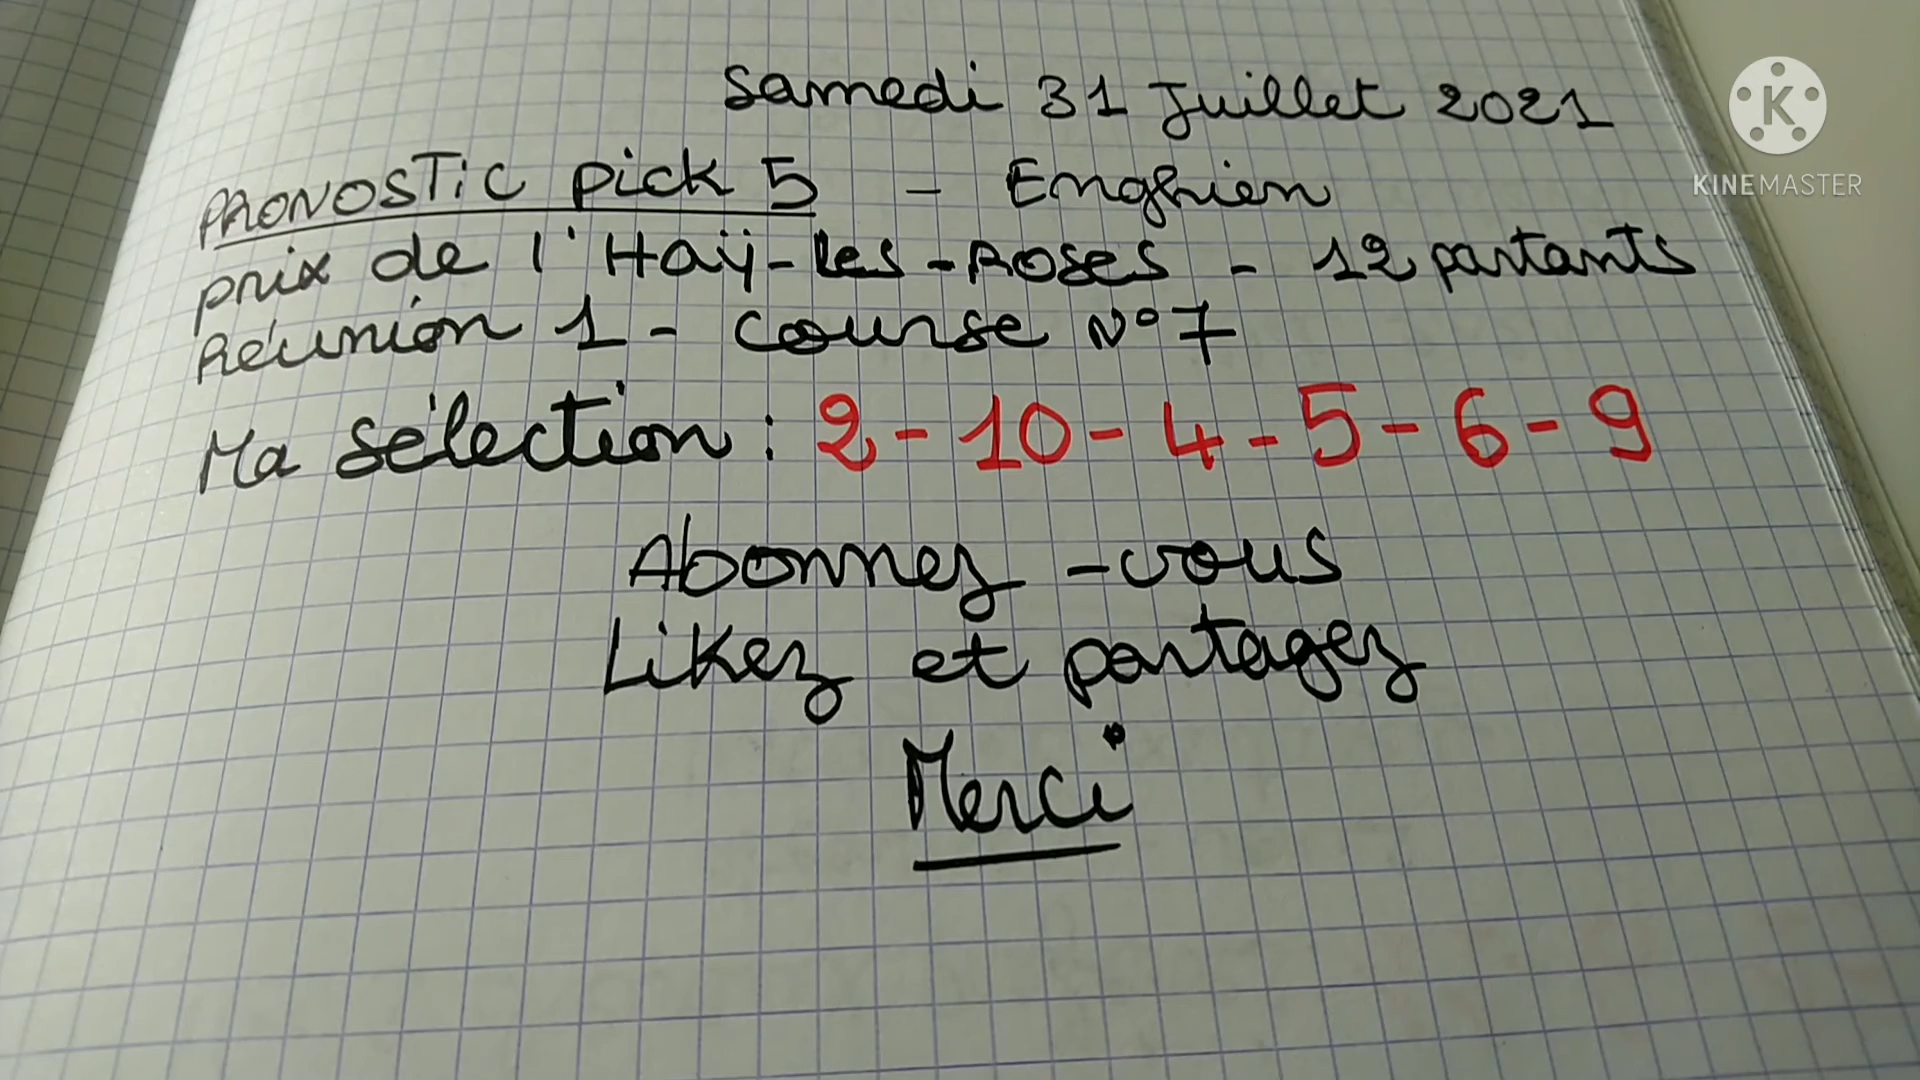 Samedi 31 Juillet 2021
PRONOSTIC Pick 5 - Enghien
prix de l'Haÿ-les-Roses - 12 partants
Réunion 1 - Course N°7
Ma sélection : 2 - 10 - 4 - 5 - 6 - 9
Abonnez-vous
Likez et partagez
Merci
K
KINEMASTER